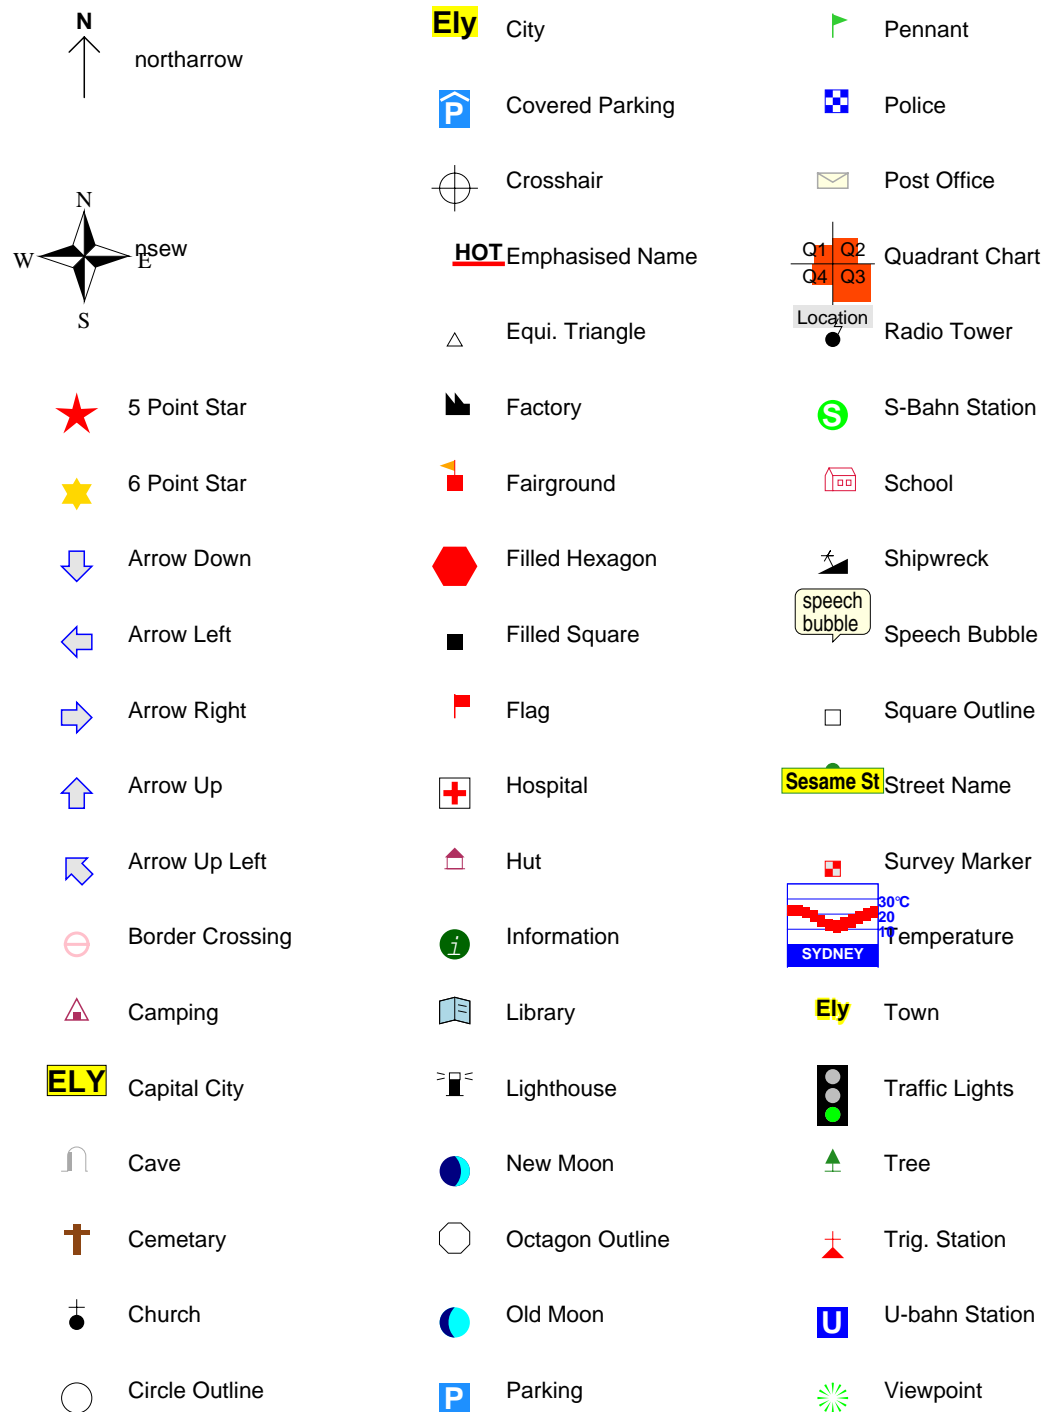 N
northarrow
N
W
nsew
E
S
5 Point Star
6 Point Star
Arrow Down
Arrow Left
Arrow Right
Arrow Up
Arrow Up Left
Border Crossing
Camping
ELY
Capital City
Cave
Cemetary
Church
Circle Outline
Ely
City
P
Covered Parking
Crosshair
HOT
Emphasised Name
Equi. Triangle
Factory
Fairground
Filled Hexagon
Filled Square
Flag
Hospital
Hut
i
Information
Library
Lighthouse
New Moon
Octagon Outline
Old Moon
P
Parking
Pennant
Police
Post Office
Q1 Q2
Q4 Q3
Quadrant Chart
Location
Radio Tower
S
S-Bahn Station
School
Shipwreck
speech
bubble
Speech Bubble
Square Outline
Sesame St
Street Name
Survey Marker
30°C
20
10
SYDNEY
Temperature
Ely
Town
Traffic Lights
Tree
Trig. Station
U
U-bahn Station
Viewpoint